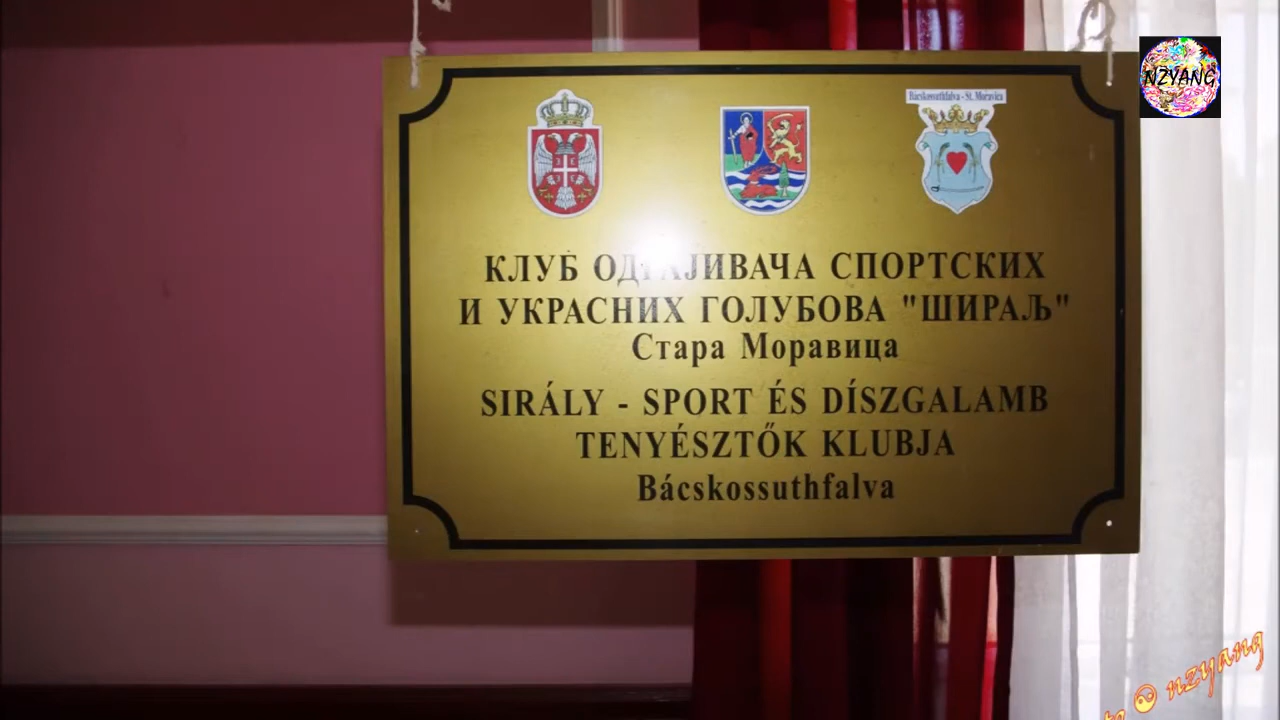 NZYANG
Bácskossuthfalva - St. Moravica
КЛУБ ОДГАЈИВАЧА СПОРТСКИХ
И УКРАСНИХ ГОЛУБОВА "ШИРАЉ"
Стара Моравица
SIRÁLY - SPORT ÉS DÍSZGALAMB
TENYÉSZTŐK KLUBJA
Bácskossuthfalva
nzyang